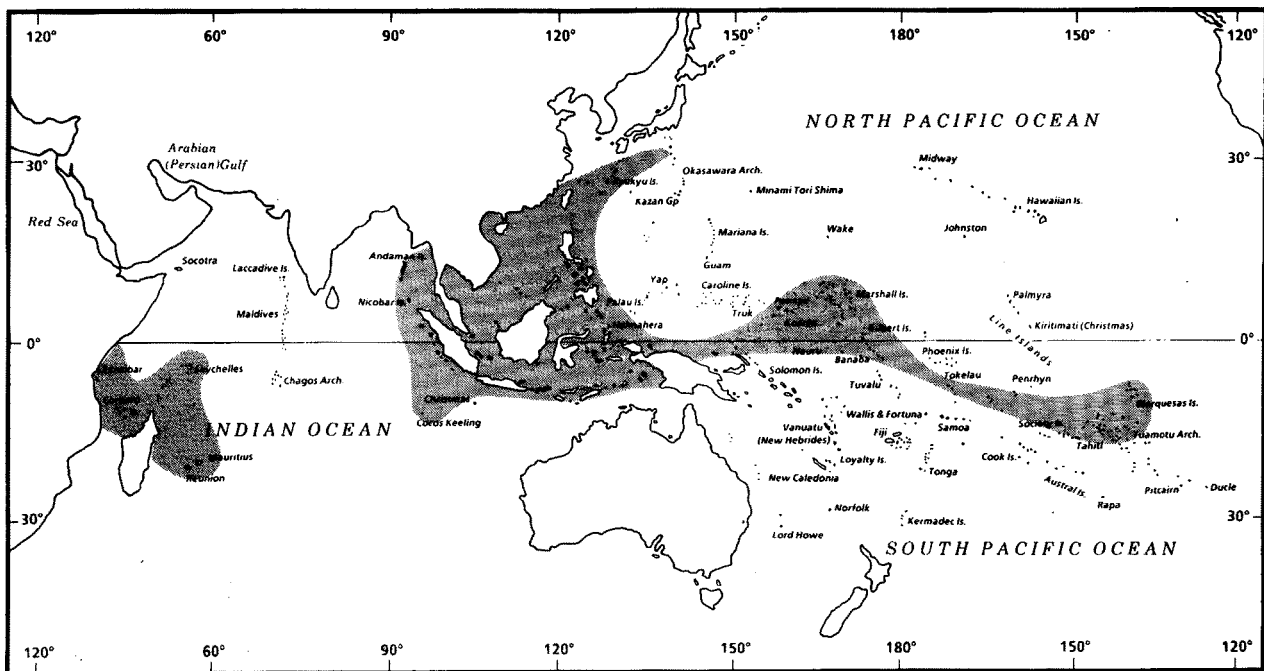 120° 60° 90° 120° 150° 180° 150° 120°
NORTH PACIFIC OCEAN
Arabian
(Persian) Gulf
30°
30°
Midway
Okasawara Arch.
Minami Tori Shima
Kazan Gp
Hawaiian Is.
Red Sea
Mariana Is.
Wake
Johnston
Andaman Is.
Socotra
Laccadive Is.
Guam
Yap
Caroline Is.
Nicobar Is.
Palau Is.
Marshall Is.
Palmyra
Maldives
Truk
Kiritimati (Christmas)
Line Islands
0°
0°
Nauru
Banaba
Phoenix Is.
Seychelles
Chagos Arch.
Solomon Is.
Tokelau
Penrhyn
Tuvalu
Marquesas Is.
Cocos Keeling
INDIAN OCEAN
Wallis & Fortuna
Vanuatu
(New Hebrides)
Fiji
Samoa
Tahiti
Tuamotu Arch.
Mauritius
Reunion
Loyalty Is.
Tonga
Cook Is.
New Caledonia
Austral Is.
Pitcairn
Ducie
Rapa
30°
30°
Norfolk
Kermadec Is.
Lord Howe
SOUTH PACIFIC OCEAN
120° 60° 90° 120° 150° 180° 150° 120°